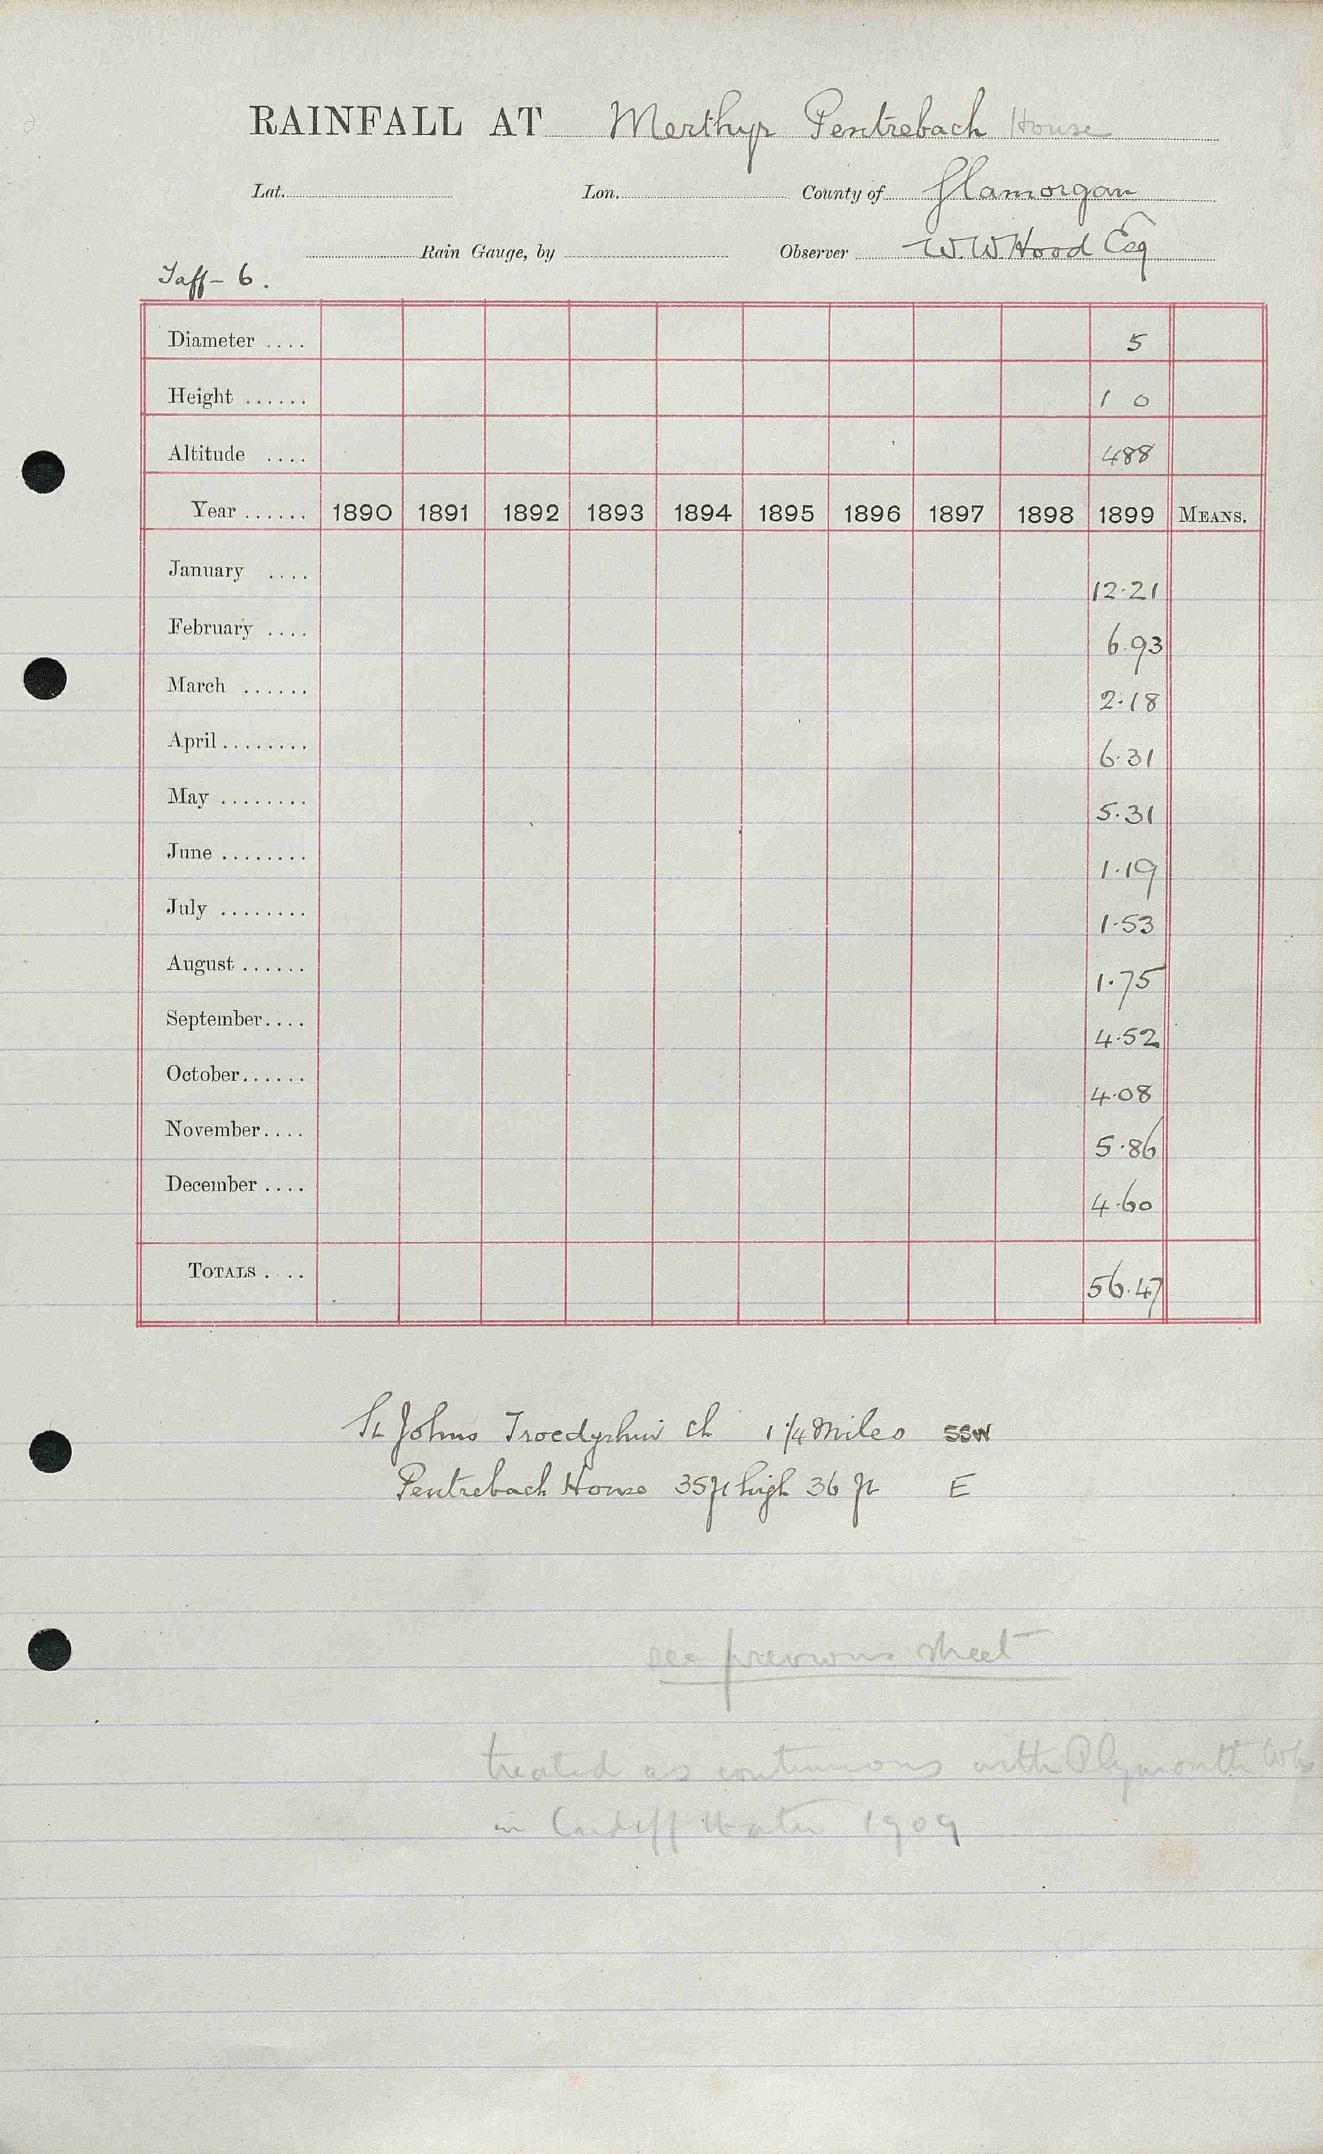 RAINFALL AT Merthyr Pentrebach House
Lat. Lon. County of Glamorgan
Rain Gauge, by Observer W. W Hood Esq
Taff - 6.
Diameter .... 5
Height ...... 1 0
Altitude .... 488
Year ...... 1890 1891 1892 1893 1894 1895 1896 1897 1898 1899 MEANS.
January .... 12.21
February .... 6.93
March ...... 2.18
April ........ 6.31
May ........ 5.31
June ........ 1.19
July ........ 1.53
August ...... 1.75
September .... 4.52
October ...... 4.08
November .... 5.86
December .... 4.60
TOTALS .... 56.47
St Johns Troedyrhiw ch 1 1/4 miles SSW
Pentrebach House 35 ft high 36 ft E
see previous sheet
treated as continuous with Plymouth Wks
in Cardiff Water 1909